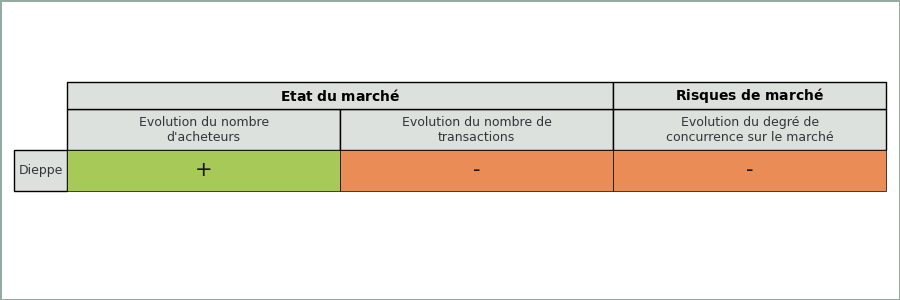 Etat du marché
Risques de marché
Evolution du nombre
d'acheteurs
Evolution du nombre de
transactions
Evolution du degré de
concurrence sur le marché
Dieppe
+
-
-